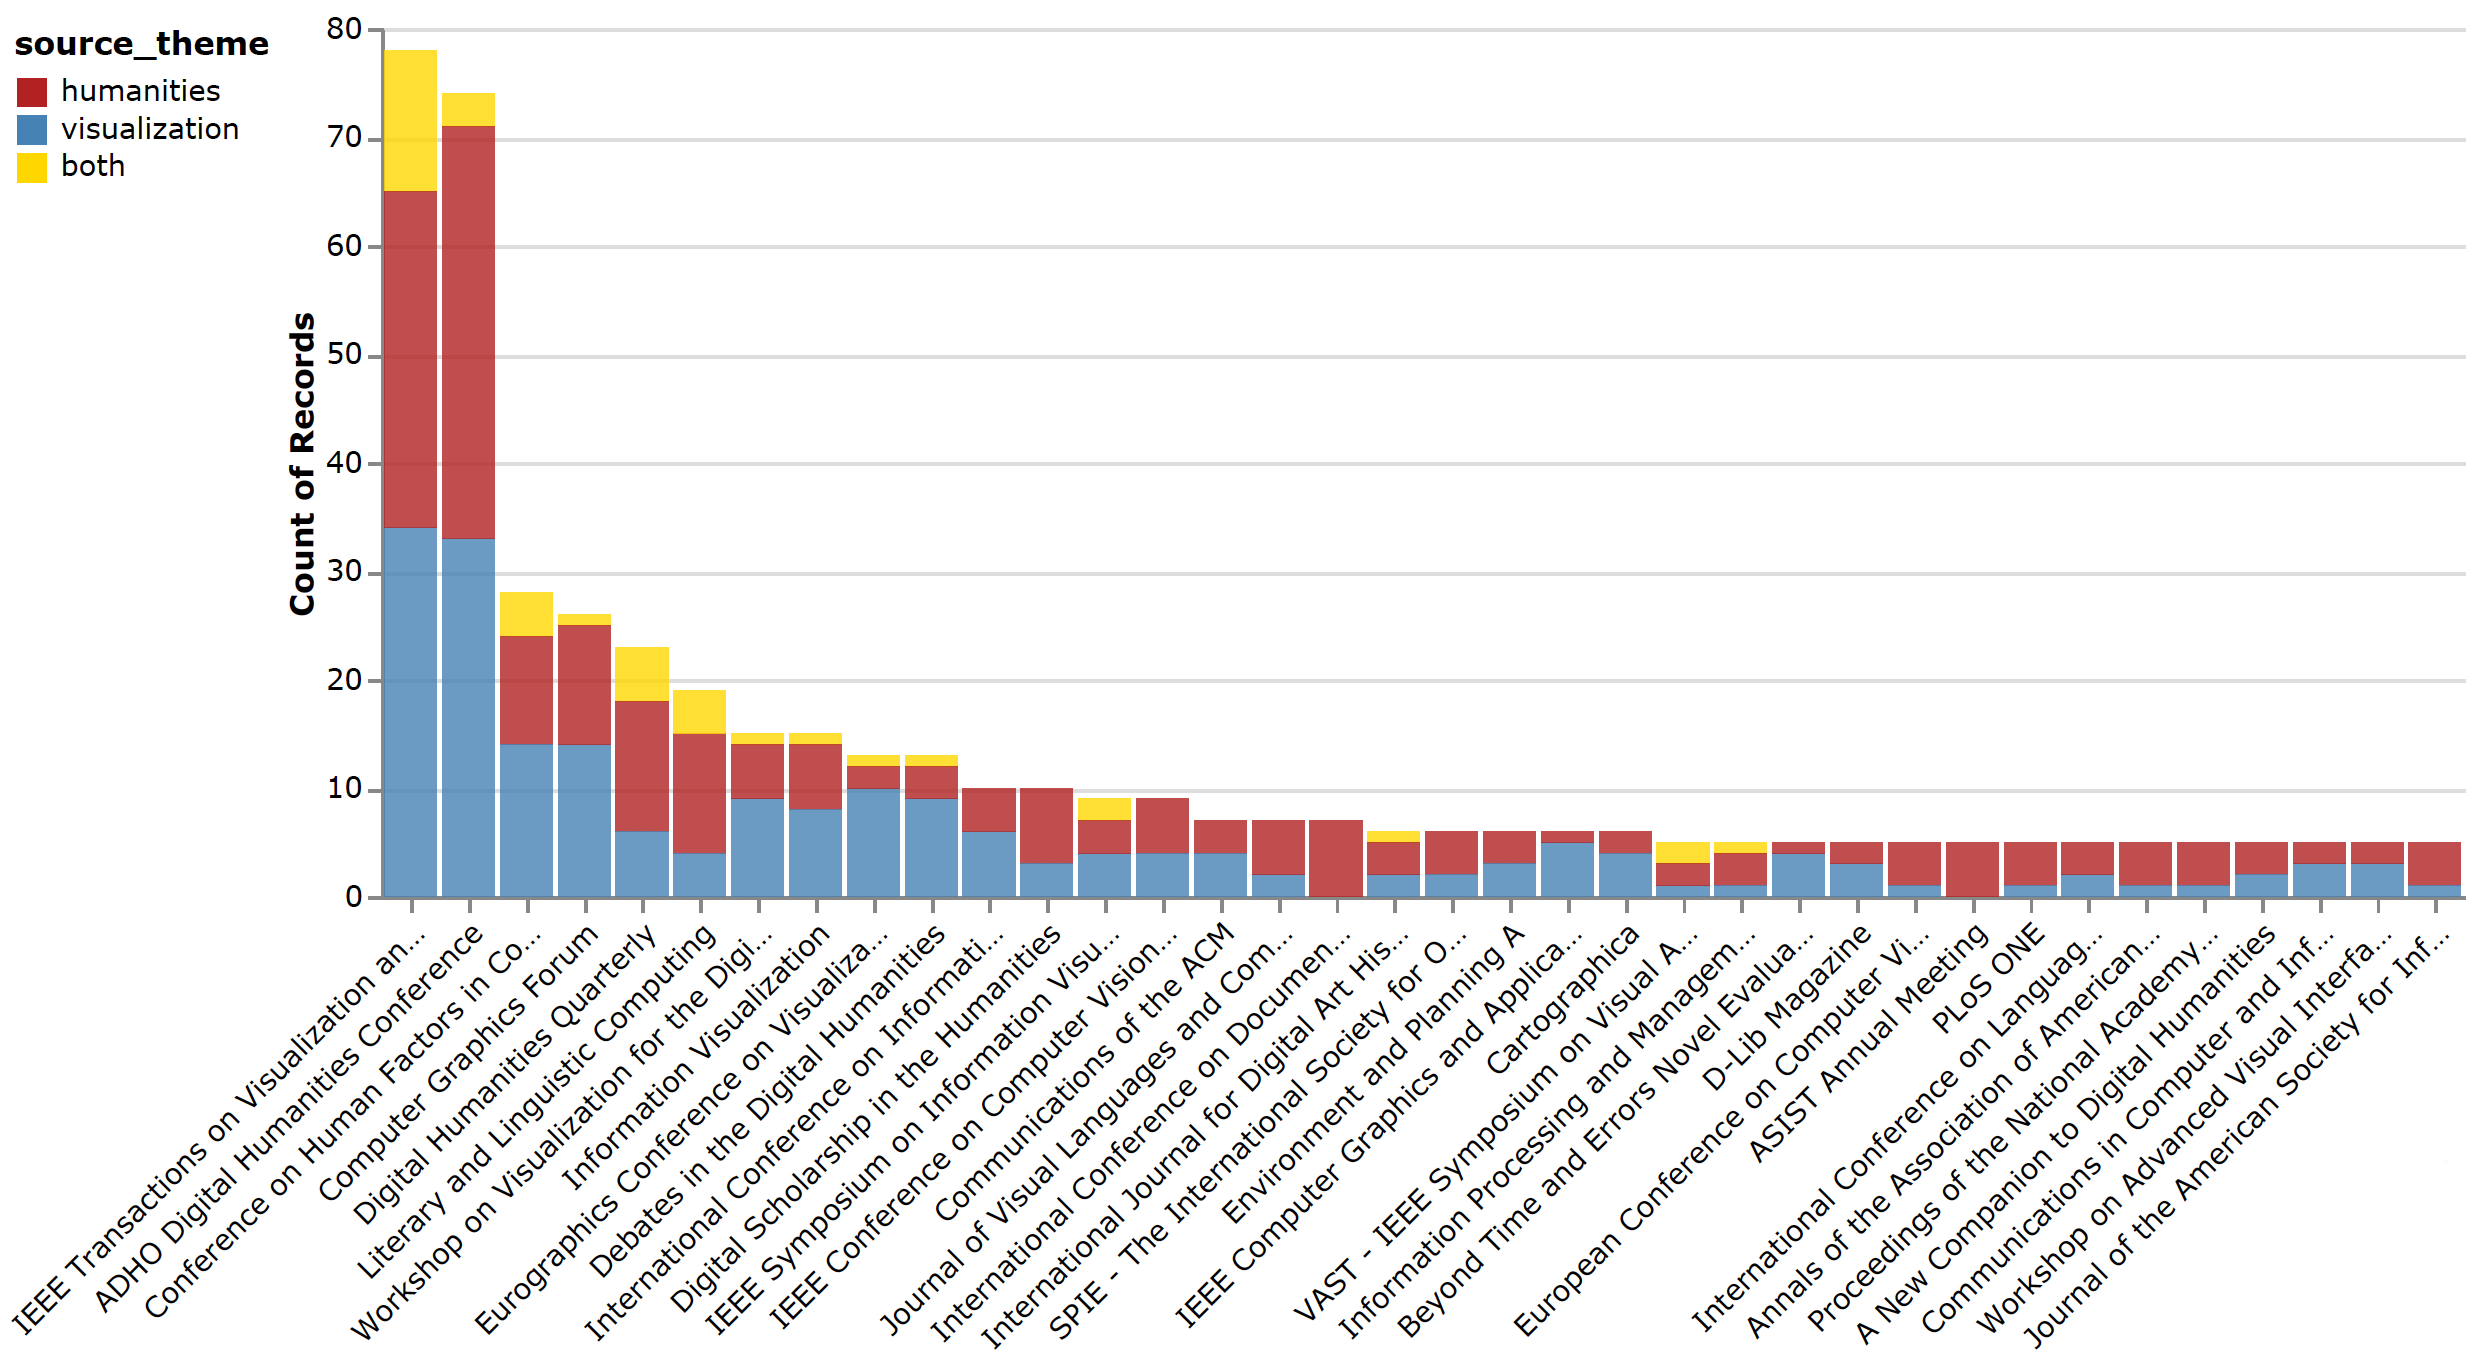 source_theme
humanities
visualization
both
Count of Records
80
70
60
50
40
30
20
10
0
IEEE Transactions on Visualization an...
ADHO Digital Humanities Conference
Conference on Human Factors in Co...
Computer Graphics Forum
Digital Humanities Quarterly
Literary and Linguistic Computing
Workshop on Visualization for the Digi...
Information Visualization
Eurographics Conference on Visualiza...
Debates in the Digital Humanities
International Conference on Informati...
Digital Scholarship in the Humanities
IEEE Symposium on Information Visu...
IEEE Conference on Computer Vision...
Communications of the ACM
Journal of Visual Languages and Com...
International Conference on Documen...
International Journal for Digital Art His...
SPIE - The International Society for O...
Environment and Planning A
IEEE Computer Graphics and Applica...
Cartographica
VAST - IEEE Symposium on Visual A...
Information Processing and Managem...
Beyond Time and Errors Novel Evalua...
D-Lib Magazine
European Conference on Computer Vi...
ASIST Annual Meeting
PLoS ONE
International Conference on Languag...
Annals of the Association of American...
Proceedings of the National Academy...
A New Companion to Digital Humanities
Communications in Computer and Inf...
Workshop on Advanced Visual Interfa...
Journal of the American Society for Inf...